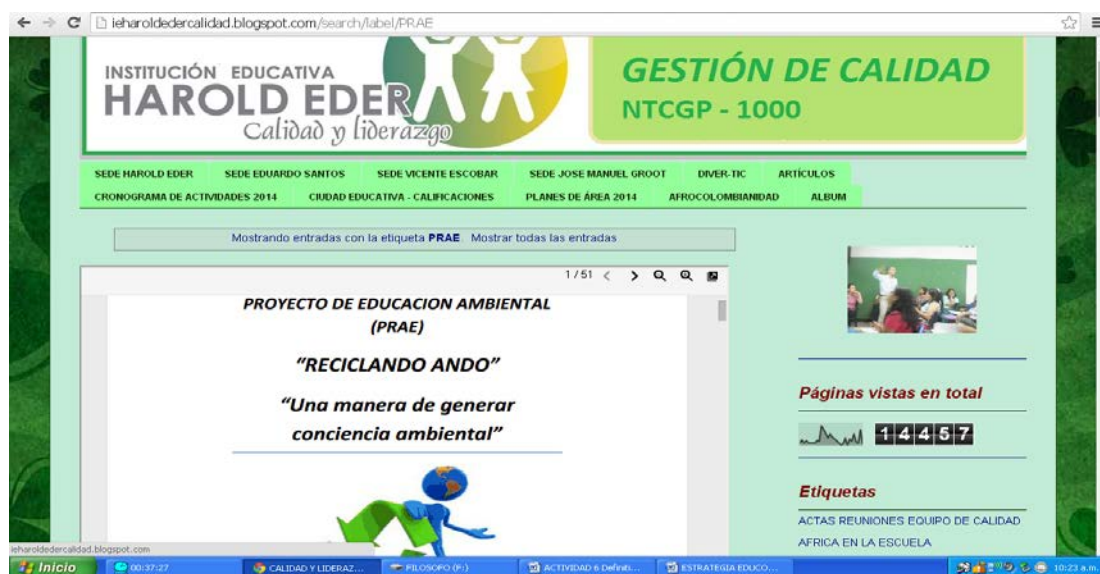 ieharoldedercalidad.blogspot.com/search/label/PRAE
INSTITUCIÓN EDUCATIVA
HAROLD EDER
Calidad y liderazgo
GESTIÓN DE CALIDAD
NTCGP - 1000
SEDE HAROLD EDER SEDE EDUARDO SANTOS SEDE VICENTE ESCOBAR SEDE JOSE MANUEL GROOT DIVER-TIC ARTÍCULOS
CRONOGRAMA DE ACTIVIDADES 2014 CIUDAD EDUCATIVA - CALIFICACIONES PLANES DE ÁREA 2014 AFROCOLOMBIANIDAD ALBUM
Mostrando entradas con la etiqueta PRAE. Mostrar todas las entradas
1 / 51
PROYECTO DE EDUCACION AMBIENTAL
(PRAE)
"RECICLANDO ANDO"
"Una manera de generar
conciencia ambiental"
Páginas vistas en total
14457
Etiquetas
ACTAS REUNIONES EQUIPO DE CALIDAD
AFRICA EN LA ESCUELA
ieharoldedercalidad.blogspot.com
Inicio 00:37:27 CALIDAD Y LIDERAZ... FILOSOFO (F:) ACTIVIDAD 6 Definiti... ESTRATEGIA EDUCO... 10:23 a.m.